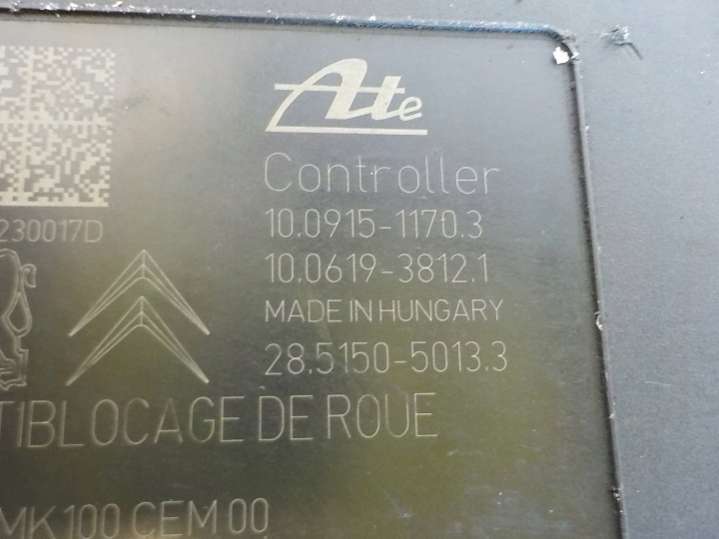 Ate
Controller
10.0915-1170.3
230017D
10.0619-3812.1
MADE IN HUNGARY
28.5150-5013.3
TIBLOCAGE DE ROUE
MK100 CEM 00